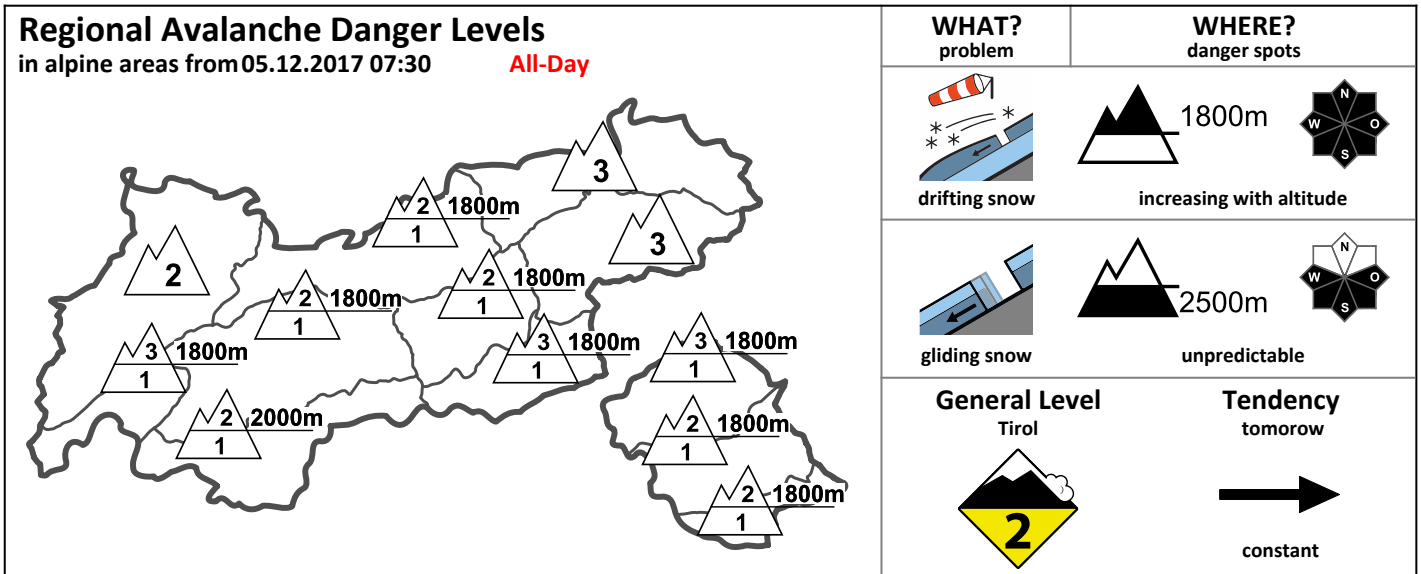 Regional Avalanche Danger Levels
in alpine areas from 05.12.2017 07:30 All-Day
3
3
2 1800m
1
2
2 1800m
1
2 1800m
1
3 1800m
1
3 1800m
1
2 2000m
1
3 1800m
1
2 1800m
1
2 1800m
1
WHAT?
problem
WHERE?
danger spots
drifting snow
1800m
N
W O
S
increasing with altitude
gliding snow
2500m
N
W O
S
unpredictable
General Level
Tirol
2
Tendency
tomorow
constant